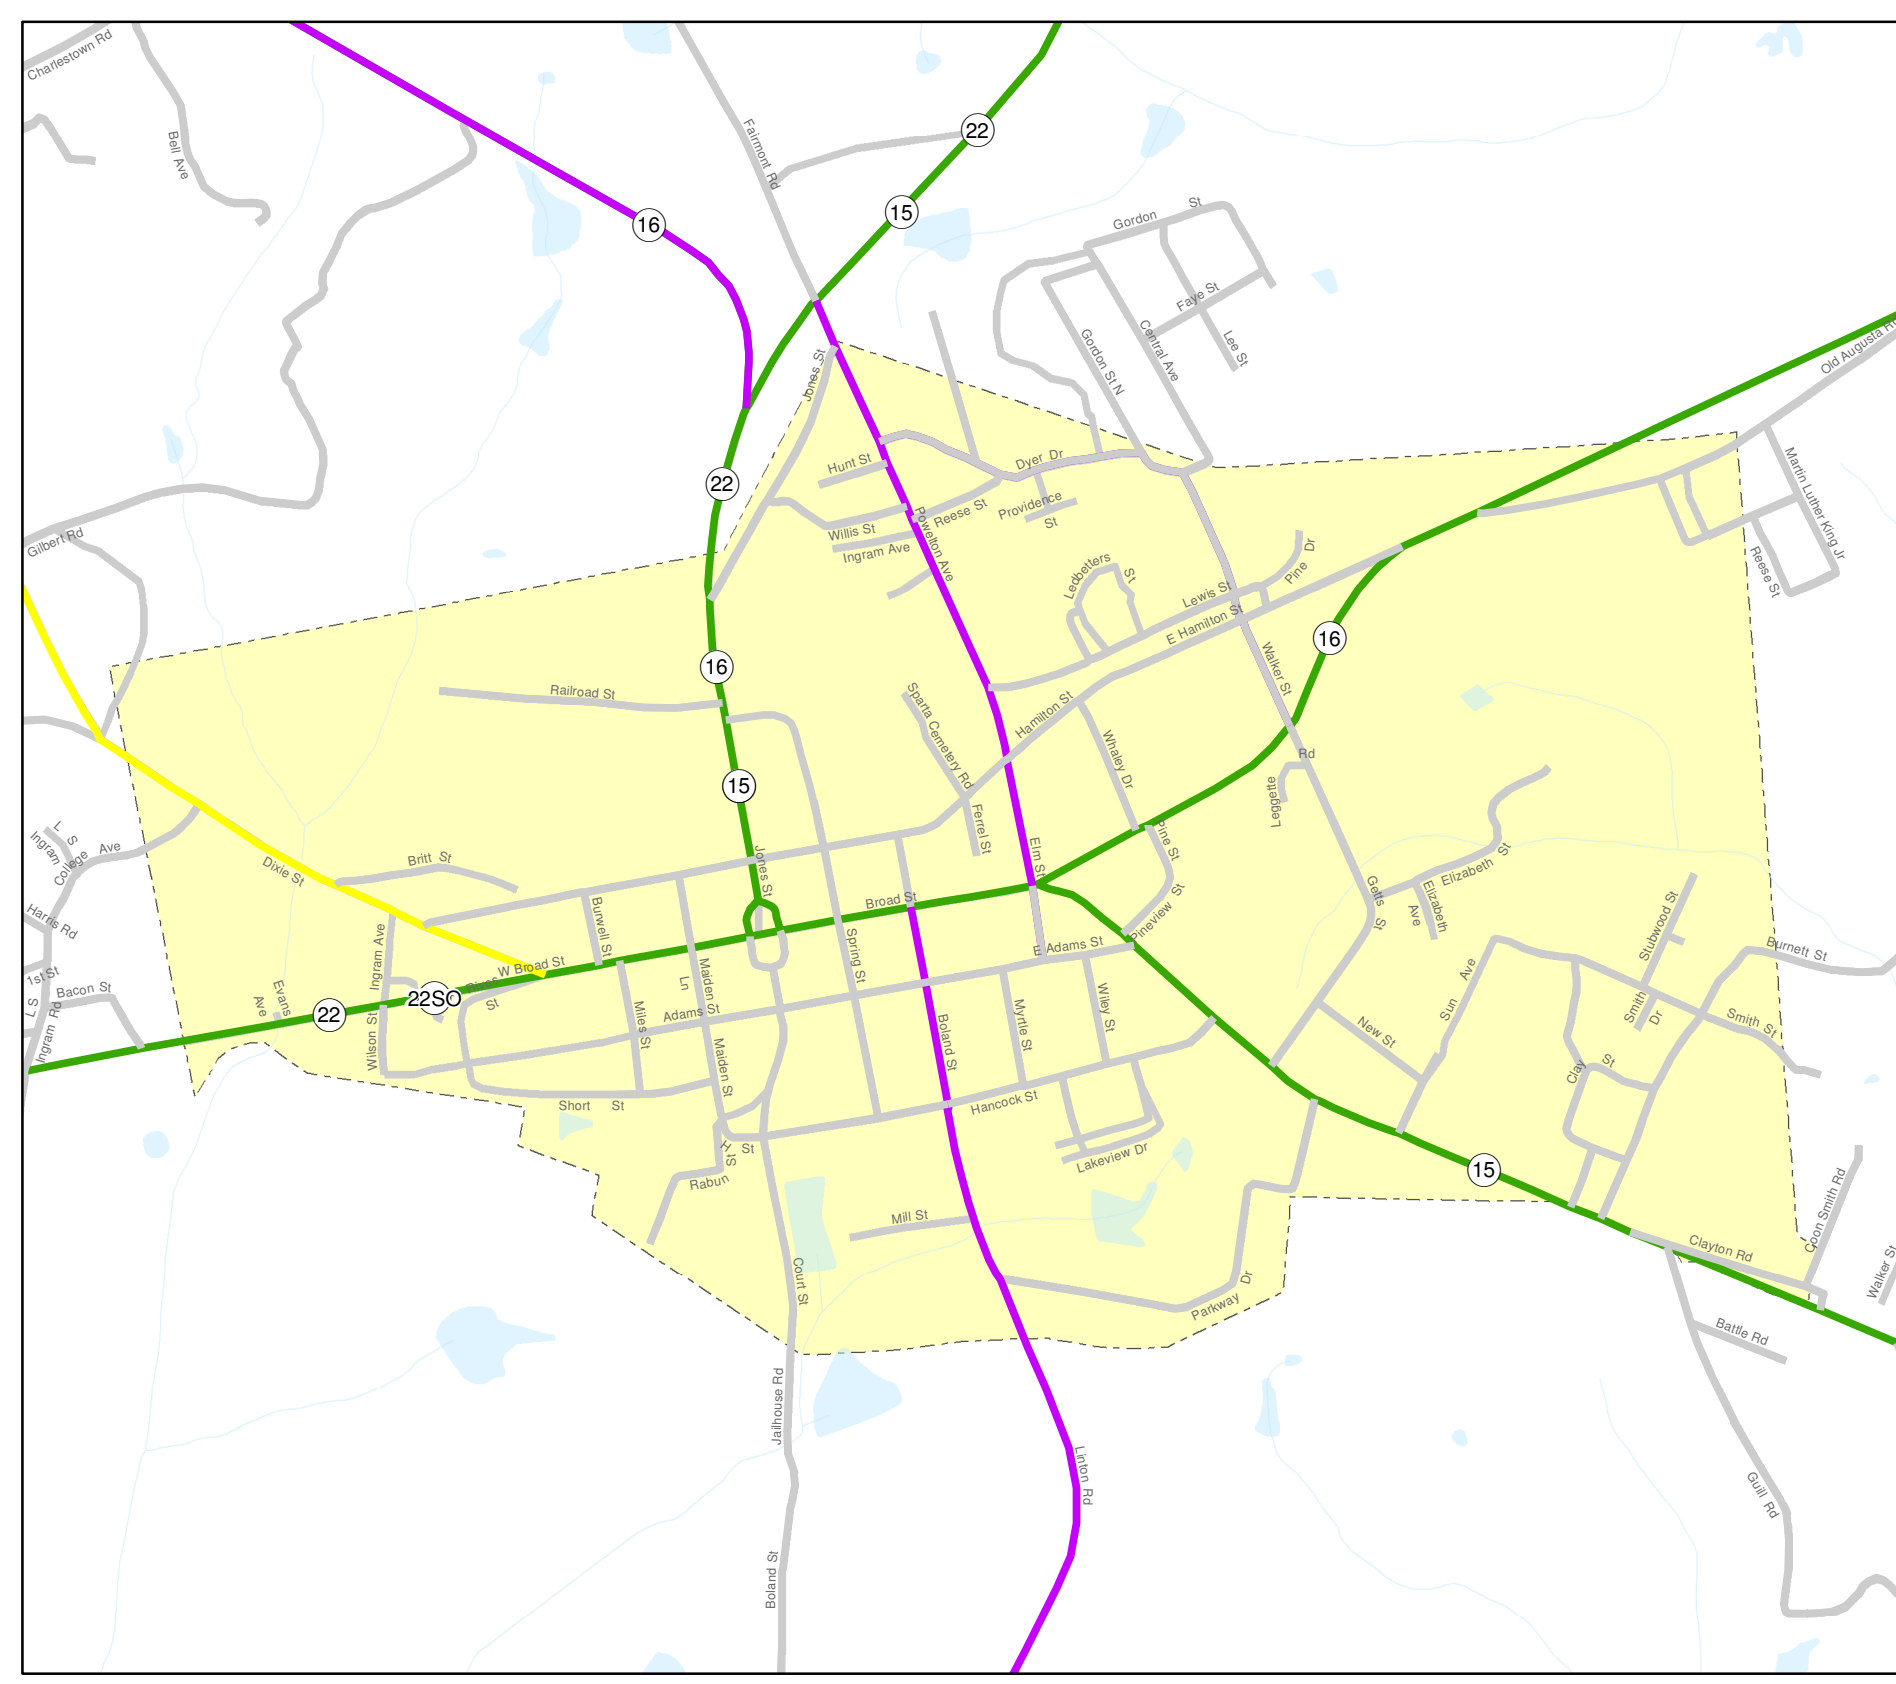 Charlestown Rd
Bell Ave
Fairmont Rd
22
15
16
Gordon St
Faye St
Lee St
Central Ave
Gordon St N
Old Augusta Rd
Jones St
Hunt St
Dyer Dr
Martin Luther King Jr
22
Reese St
Providence
St
Willis St
Ingram Ave
Powelton Ave
Gilbert Rd
Reese St
Ledbetters St
Pine Dr
Lewis St
E Hamilton St
16
16
Walker St
Railroad St
Sparta Cemetery Rd
Hamilton St
Whaley Dr
Rd
Leggette
15
Ferrel St
Pine St
Elm St
L S
Ingram
College Ave
Dixie St
Britt St
Jones St
Elizabeth St
Elizabeth
Ave
Getts St
Broad St
Pineview St
Harris Rd
Burwell St
Stubwood St
Burnett St
Ingram Ave
Spring St
E Adams St
W Broad St
1st St
Bacon St
Evans
Ave
22SO
St
Maiden
Ln
Sun Ave
L S
Ingram Rd
22
Adams St
Wiley St
Myrtle St
Smith
Dr
Smith St
Wilson St
Miles St
Boland St
New St
Clay St
Maiden St
Short St
Hancock St
H St
St
Lakeview Dr
Rabun
15
Mill St
Coon Smith Rd
Clayton Rd
Walker St
Court St
Parkway Dr
Battle Rd
Jailhouse Rd
Linton Rd
Guill Rd
Boland St